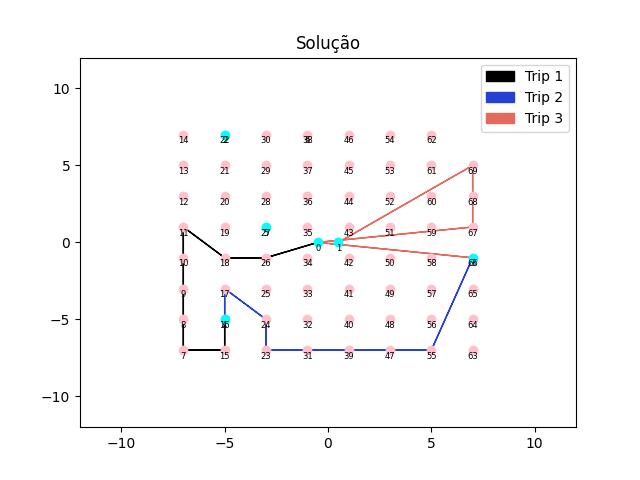 Solução
Trip 1
Trip 2
Trip 3
10
5
0
−5
−10
14 22 30 38 46 54 62
13 21 29 37 45 53 61 69
12 20 28 36 44 52 60 68
11 19 27 35 43 51 59 67
0 1
10 18 26 34 42 50 58 66
9 17 25 33 41 49 57 65
8 16 24 32 40 48 56 64
7 15 23 31 39 47 55 63
−10 −5 0 5 10